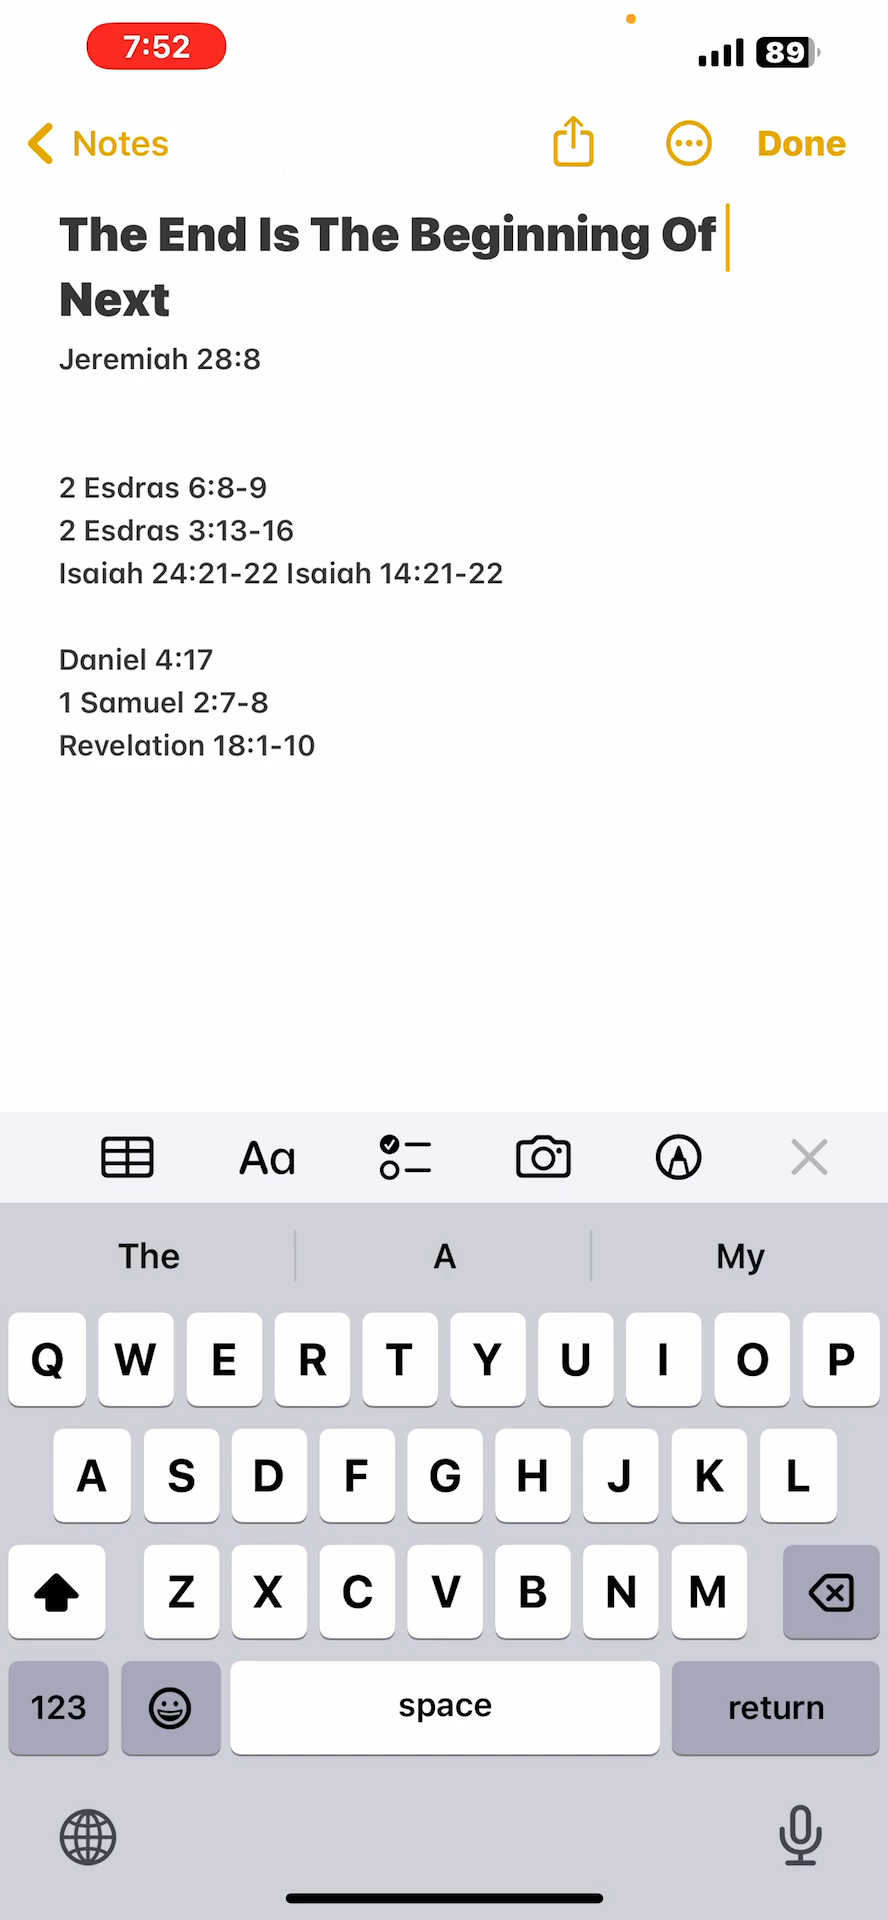 7:52
89
Notes
Done
The End Is The Beginning Of
Next
Jeremiah 28:8
2 Esdras 6:8-9
2 Esdras 3:13-16
Isaiah 24:21-22 Isaiah 14:21-22
Daniel 4:17
1 Samuel 2:7-8
Revelation 18:1-10
Aa
The A My
Q W E R T Y U I O P
A S D F G H J K L
Z X C V B N M
123 space return